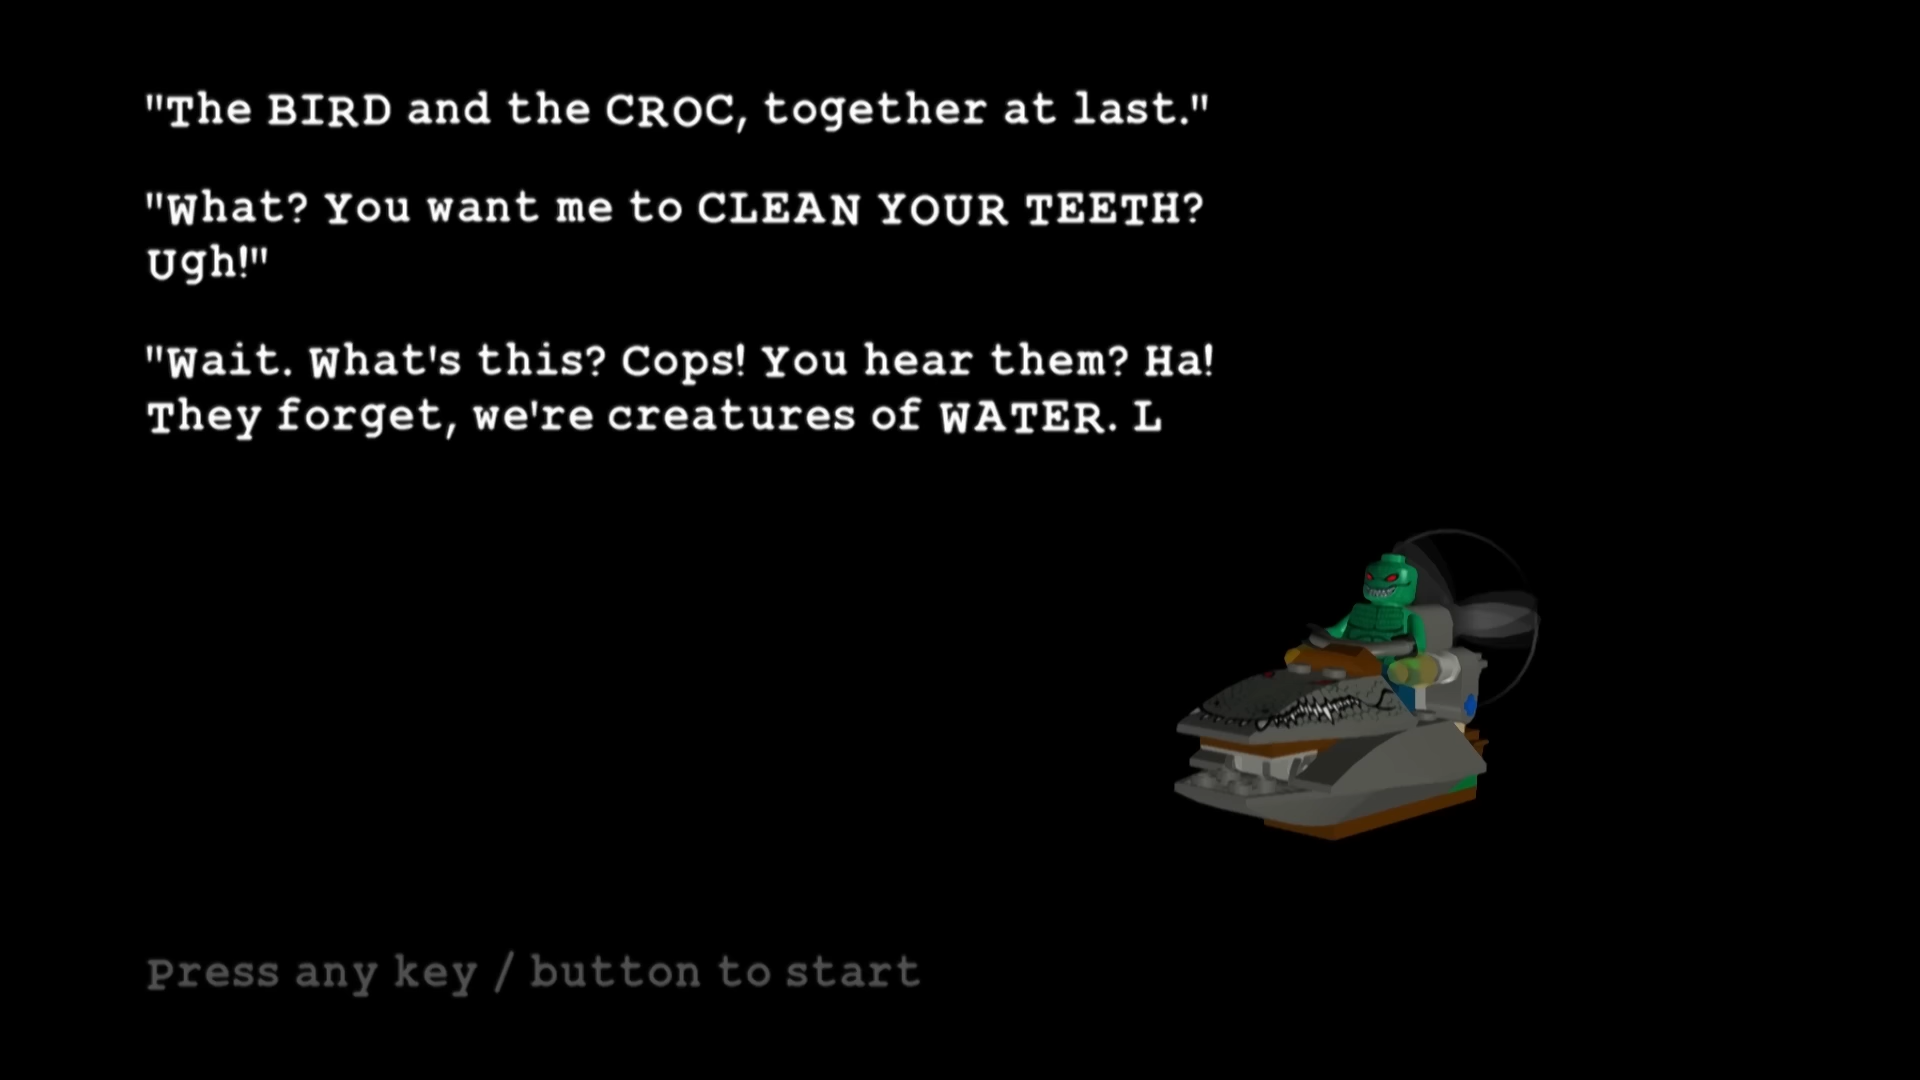 "The BIRD and the CROC, together at last."
"What? You want me to CLEAN YOUR TEETH?
Ugh!"
"Wait. What's this? Cops! You hear them? Ha!
They forget, we're creatures of WATER. L
Press any key / button to start